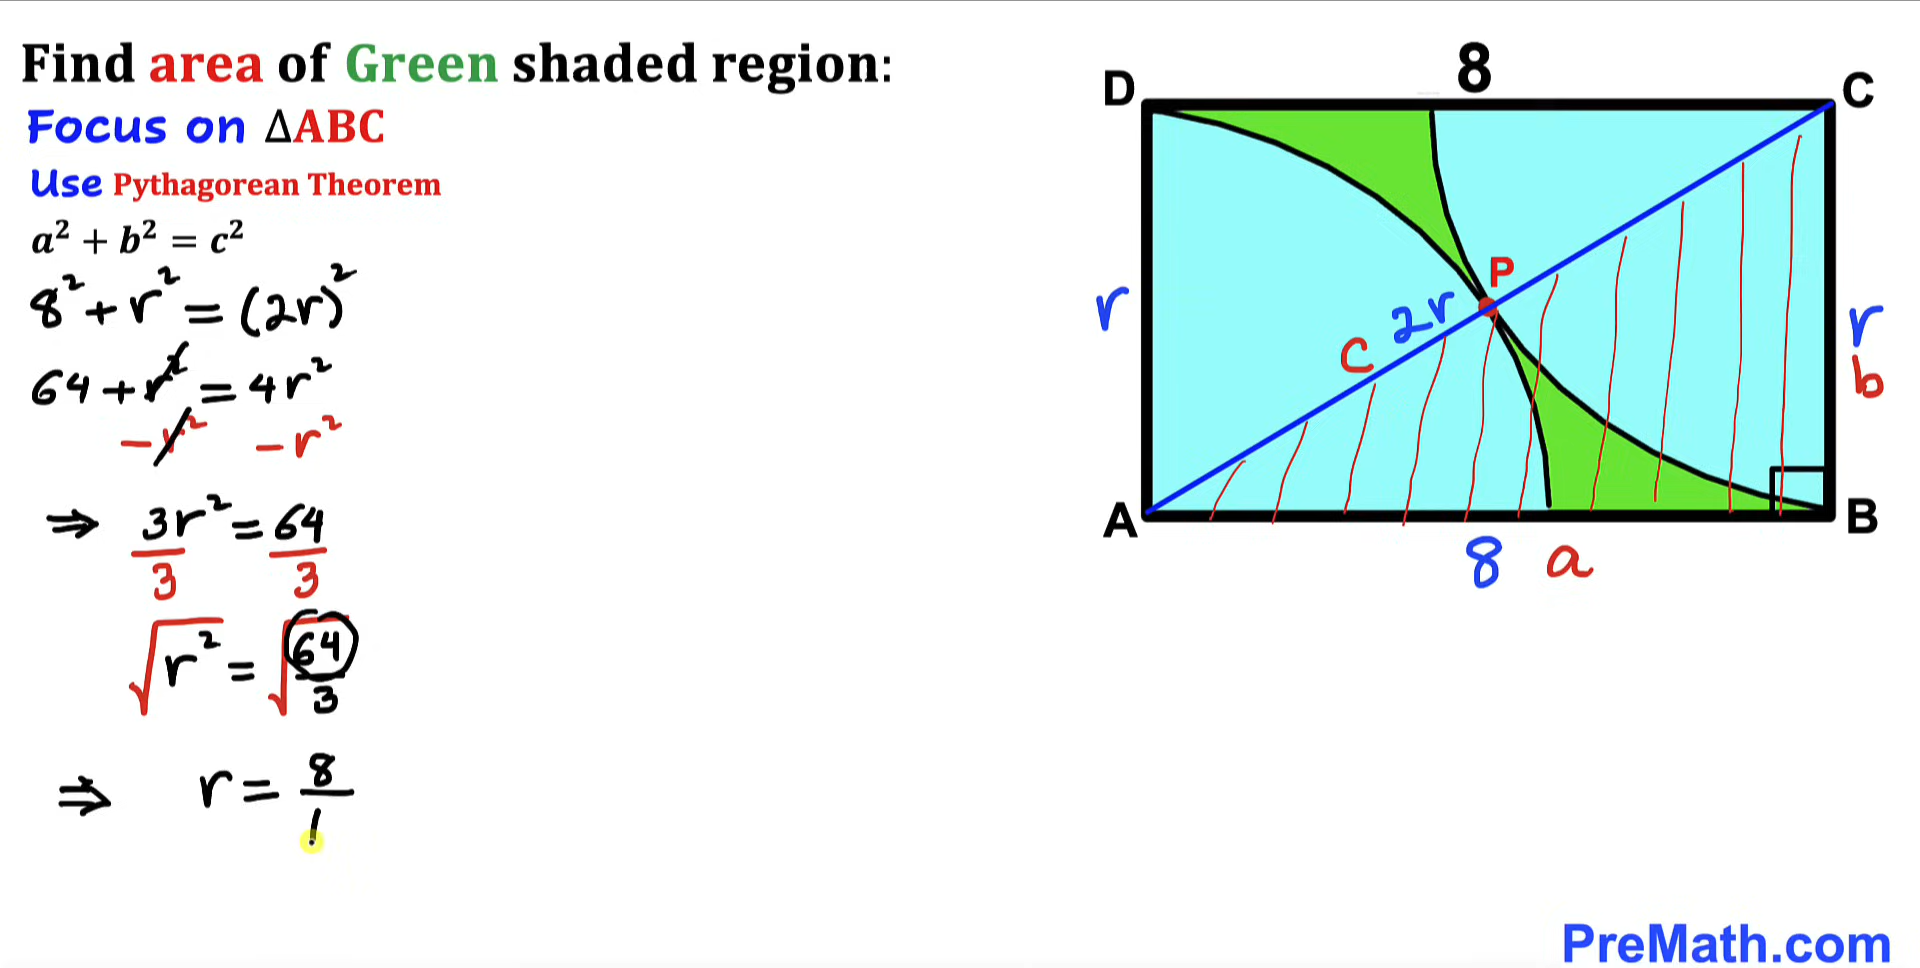 Find area of Green shaded region:
Focus on ΔABC
Use Pythagorean Theorem
a² + b² = c²
8² + r² = (2r)²
64 + r² = 4r²
-r² -r²
⇒ 3r² = 64
3 3
√r² = √64/3
⇒ r = 8/
8
D
C
P
r
2r
C
r
b
A
B
8 a
PreMath.com